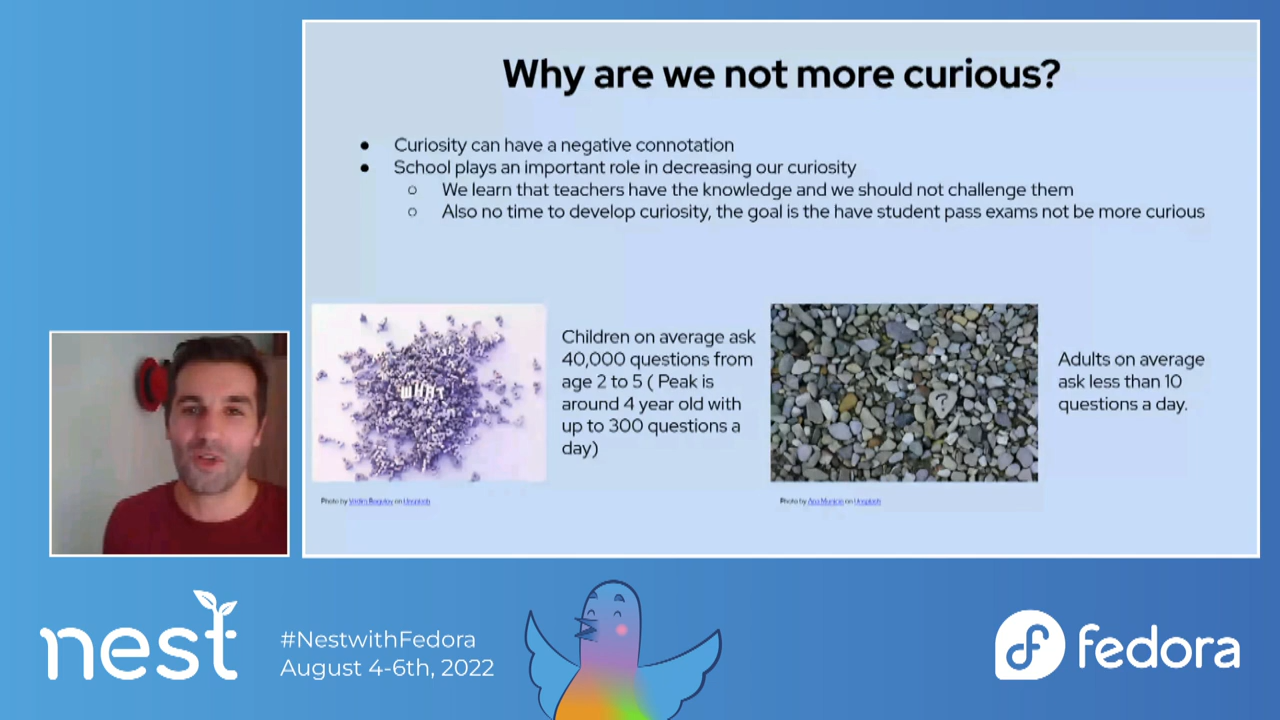 Why are we not more curious?
● Curiosity can have a negative connotation
● School plays an important role in decreasing our curiosity
○ We learn that teachers have the knowledge and we should not challenge them
○ Also no time to develop curiosity, the goal is the have student pass exams not be more curious
WHAT
Children on average ask
40,000 questions from
age 2 to 5 ( Peak is
around 4 year old with
up to 300 questions a
day)
?
Adults on average
ask less than 10
questions a day.
Photo by on Unsplash
Photo by on Unsplash
nest
#NestwithFedora
August 4-6th, 2022
fedora